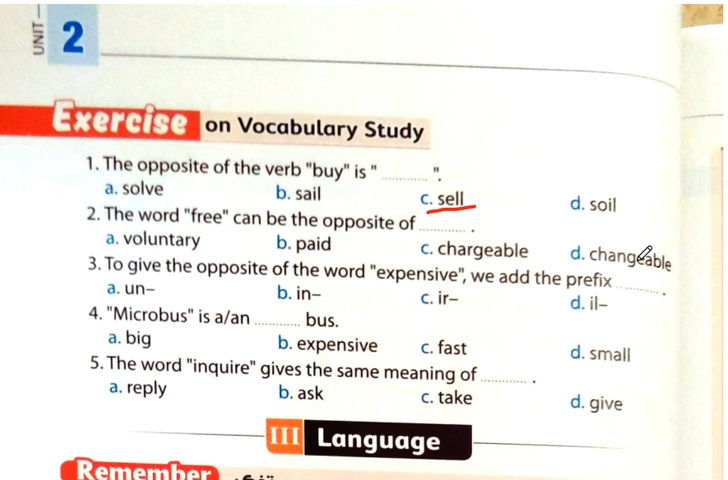 UNIT
2
Exercise on Vocabulary Study
1. The opposite of the verb "buy" is " ............ ".
a. solve b. sail c. sell d. soil
2. The word "free" can be the opposite of ............ .
a. voluntary b. paid c. chargeable d. changeable
3. To give the opposite of the word "expensive", we add the prefix ............ .
a. un– b. in– c. ir– d. il–
4. "Microbus" is a/an ............ bus.
a. big b. expensive c. fast d. small
5. The word "inquire" gives the same meaning of ............ .
a. reply b. ask c. take d. give
III Language
Remember